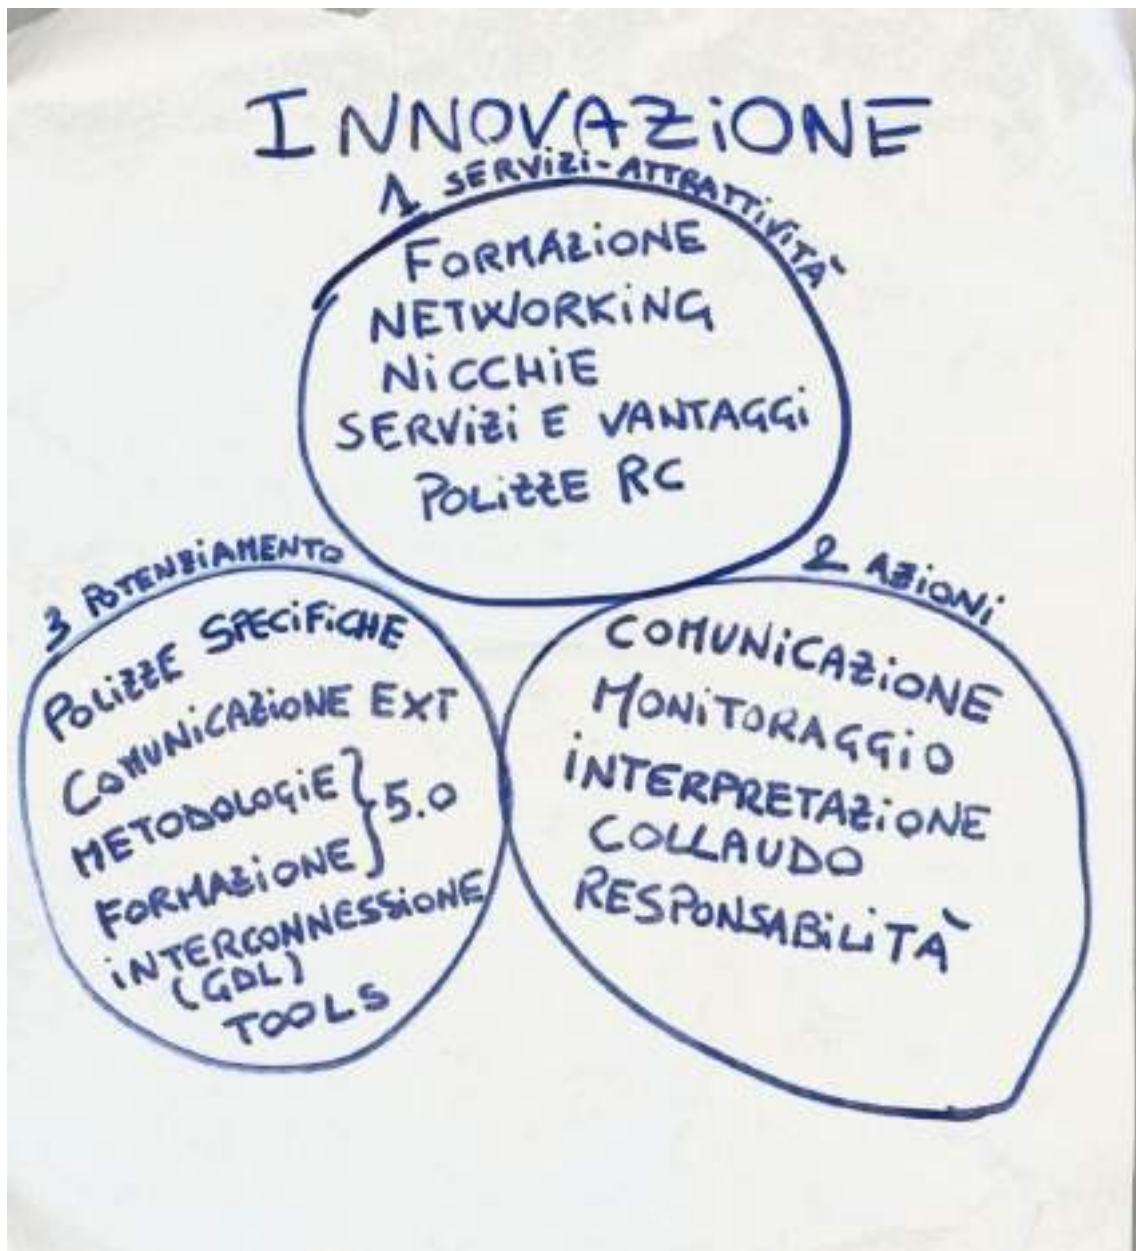 INNOVAZIONE
1 SERVIZI-ATTRATTIVITÀ
FORMAZIONE
NETWORKING
NICCHIE
SERVIZI E VANTAGGI
POLIZZE RC
2 AZIONI
COMUNICAZIONE
MONITORAGGIO
INTERPRETAZIONE
COLLAUDO
RESPONSABILITÀ
3 POTENZIAMENTO
POLIZZE SPECIFICHE
COMUNICAZIONE EXT
METODOLOGIE
FORMAZIONE } 5.0
INTERCONNESSIONE
(GDL)
TOOLS